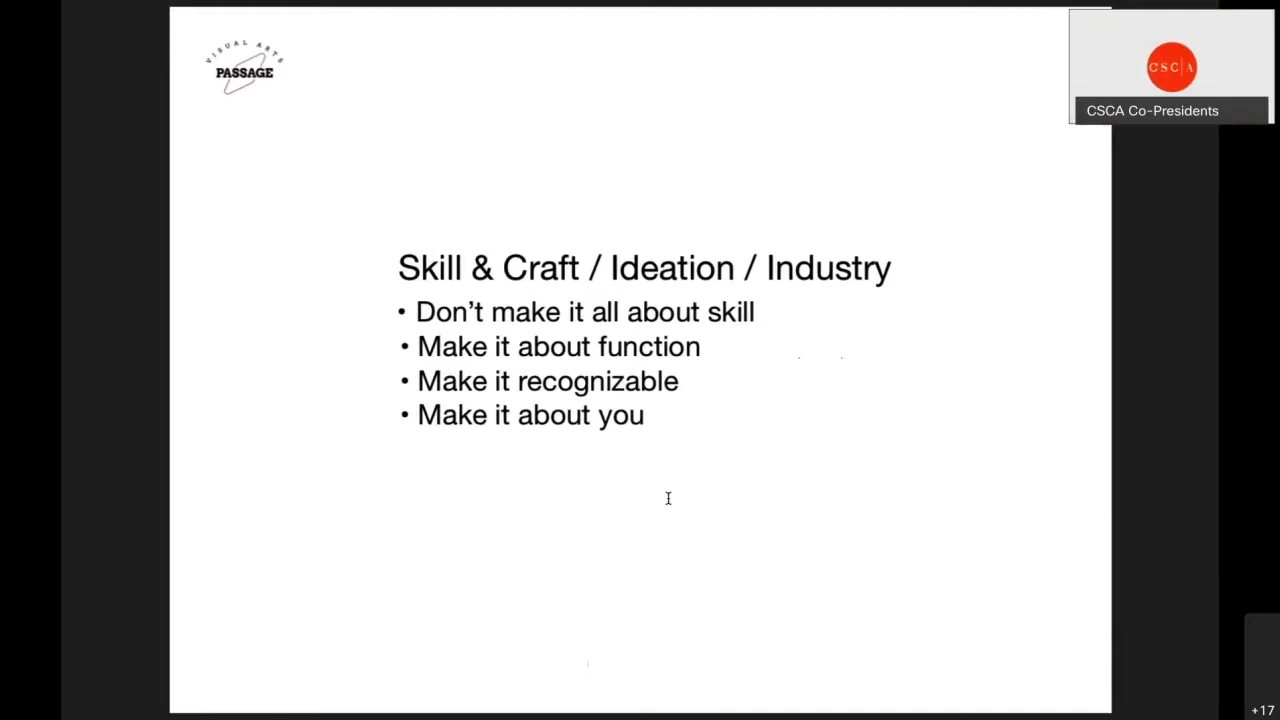 VISUAL ARTS
PASSAGE
CSC|A
CSCA Co-Presidents
Skill & Craft / Ideation / Industry
• Don’t make it all about skill
• Make it about function
• Make it recognizable
• Make it about you
+17